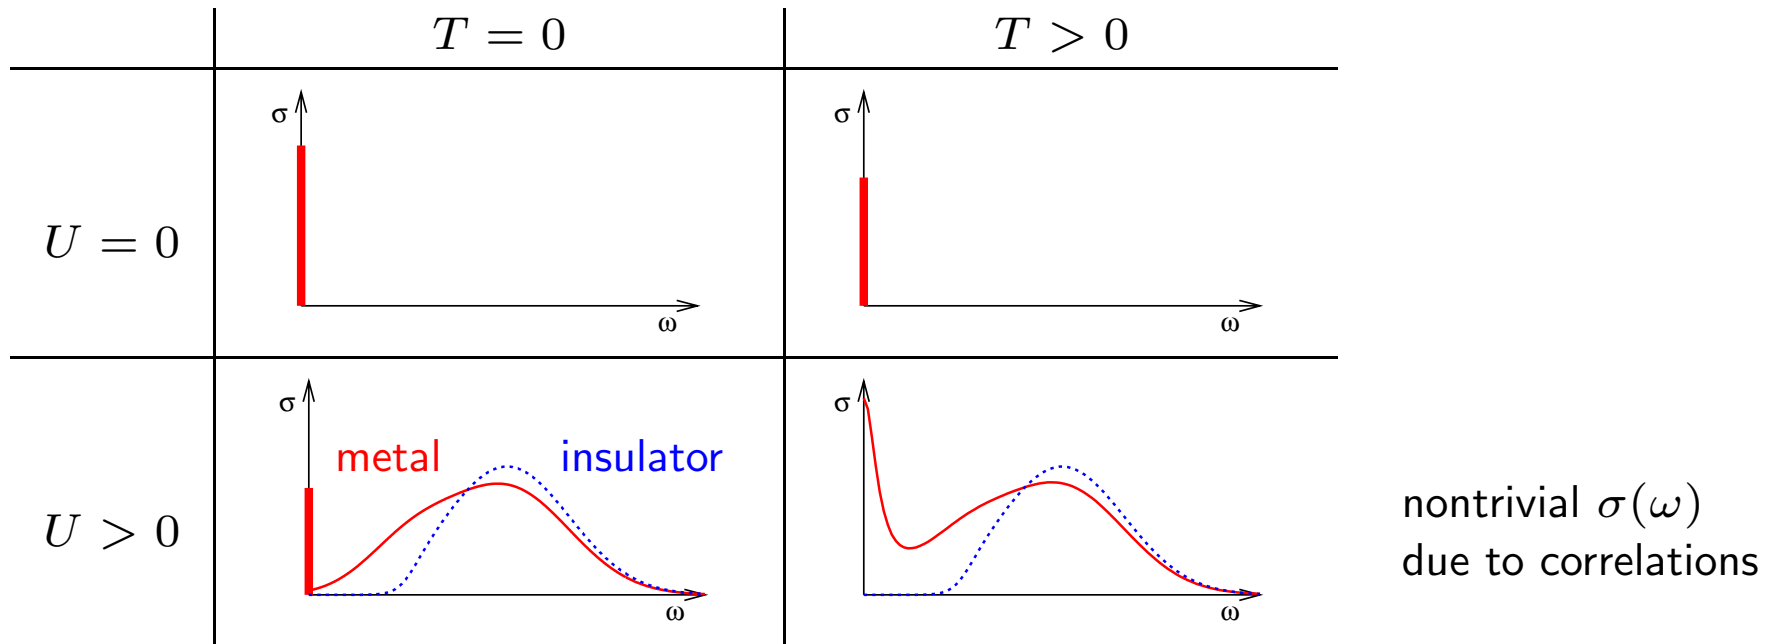 T = 0
T > 0
U = 0
σ
ω
σ
ω
U > 0
σ
metal
insulator
ω
σ
ω
nontrivial σ(ω)
due to correlations